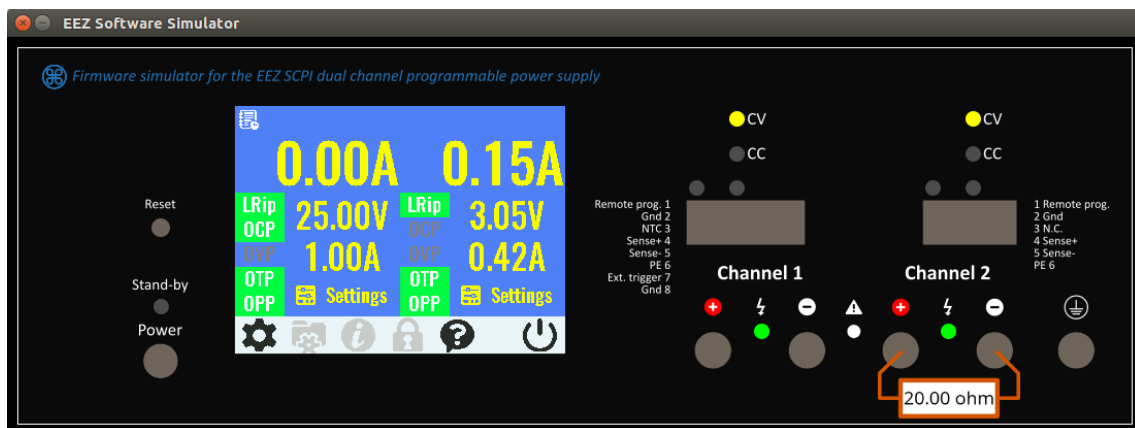 EEZ Software Simulator
Firmware simulator for the EEZ SCPI dual channel programmable power supply
0.00A 0.15A
LRip 25.00V LRip 3.05V
OCP OCP
OVP 1.00A OVP 0.42A
OTP Settings OTP Settings
OPP OPP
Reset
Stand-by
Power
CV CV
CC CC
Remote prog. 1
Gnd 2
NTC 3
Sense+ 4
Sense- 5
PE 6
Ext. trigger 7
Gnd 8
1 Remote prog.
2 Gnd
3 N.C.
4 Sense+
5 Sense-
PE 6
Channel 1 Channel 2
20.00 ohm